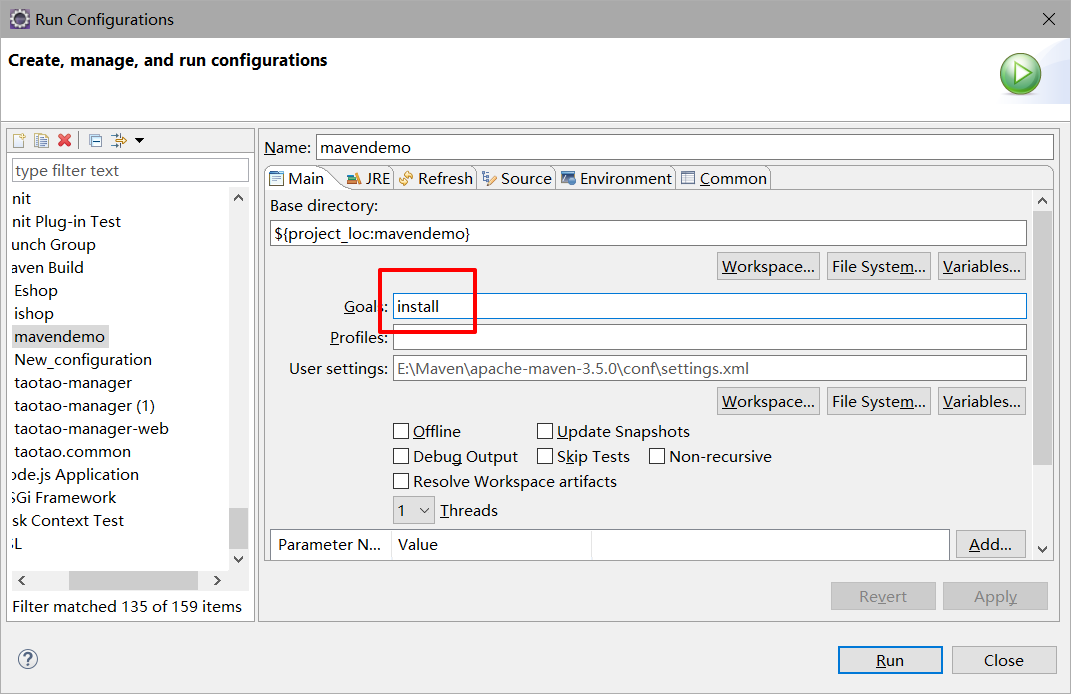 Run Configurations
Create, manage, and run configurations
type filter text
nit
nit Plug-in Test
unch Group
aven Build
Eshop
ishop
mavendemo
New_configuration
taotao-manager
taotao-manager (1)
taotao-manager-web
taotao.common
ode.js Application
SGi Framework
sk Context Test
SL
Filter matched 135 of 159 items
Name: mavendemo
Main JRE Refresh Source Environment Common
Base directory:
${project_loc:mavendemo}
Workspace... File System... Variables...
Goals: install
Profiles:
User settings: E:\Maven\apache-maven-3.5.0\conf\settings.xml
Workspace... File System... Variables...
Offline Update Snapshots
Debug Output Skip Tests Non-recursive
Resolve Workspace artifacts
1 Threads
Parameter N... Value Add...
Revert Apply
Run Close